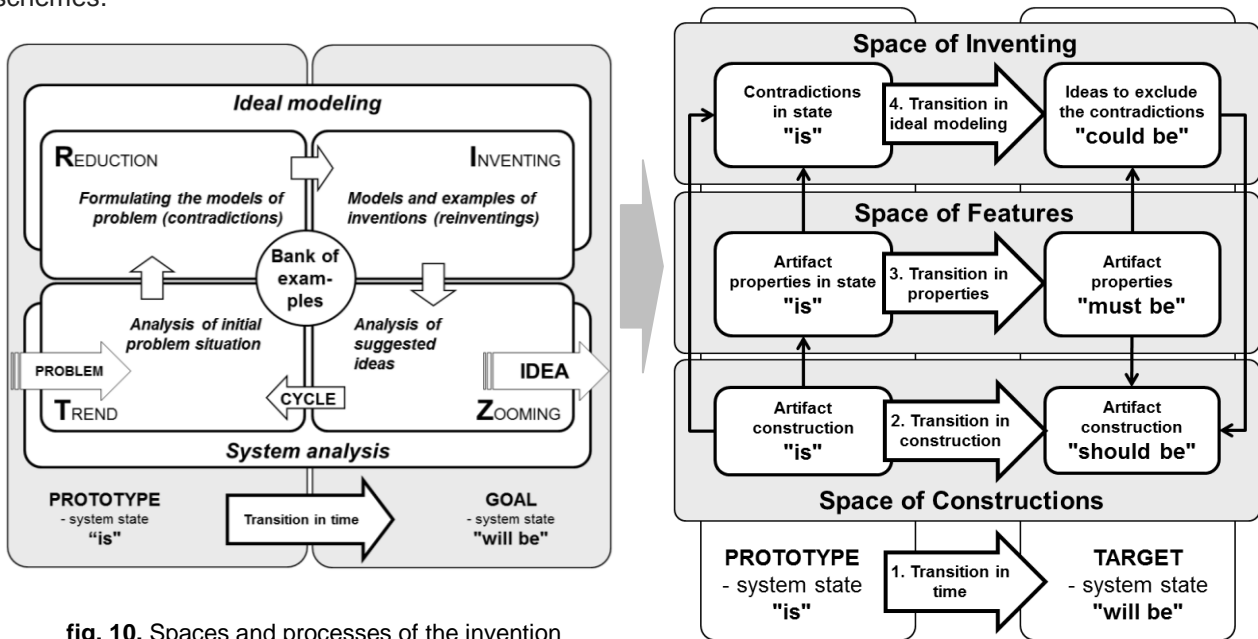 schemes:
Ideal modeling
REDUCTION
Formulating the models of
problem (contradictions)
INVENTING
Models and examples of
inventions (reinventings)
Bank of
exam-
ples
Analysis of initial
problem situation
PROBLEM
TREND
Analysis of
suggested
ideas
IDEA
CYCLE
ZOOMING
System analysis
PROTOTYPE
- system state
“is”
Transition in time
GOAL
- system state
"will be"
fig. 10. Spaces and processes of the invention
Space of Inventing
Contradictions
in state
"is"
4. Transition in
ideal modeling
Ideas to exclude
the contradictions
"could be"
Space of Features
Artifact
properties in state
"is"
3. Transition in
properties
Artifact
properties
"must be"
Artifact
construction
"is"
2. Transition in
construction
Artifact
construction
"should be"
Space of Constructions
PROTOTYPE
- system state
"is"
1. Transition in
time
TARGET
- system state
"will be"